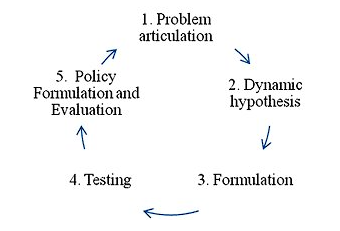 1. Problem
articulation
2. Dynamic
hypothesis
3. Formulation
4. Testing
5. Policy
Formulation and
Evaluation